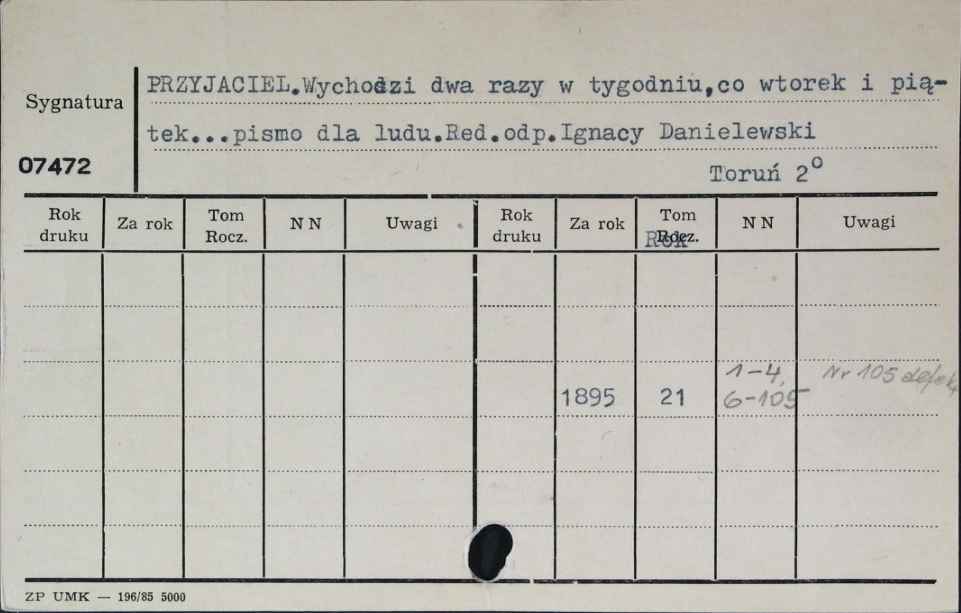 PRZYJACIEL.Wychodzi dwa razy w tygodniu,co wtorek i pią-
Sygnatura
tek...pismo dla ludu.Red.odp.Ignacy Danielewski
07472
Toruń 2°
Rok druku Za rok Tom Rocz. N N Uwagi Rok druku Za rok Tom Rocz. N N Uwagi
Rok
1-4, Nr 105 defekt
1895 21 6-105
ZP UMK — 196/85 5000